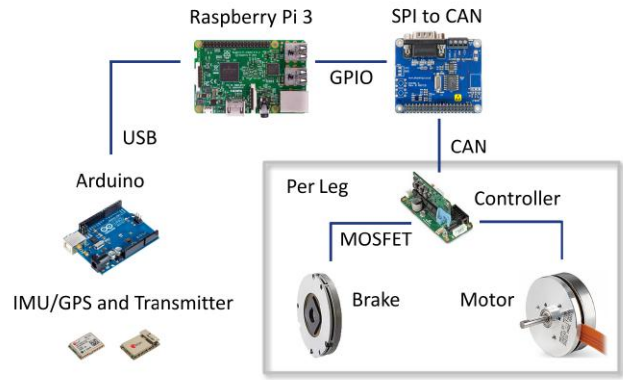 Raspberry Pi 3
SPI to CAN
GPIO
USB
CAN
Arduino
Per Leg
Controller
MOSFET
IMU/GPS and Transmitter
Brake
Motor